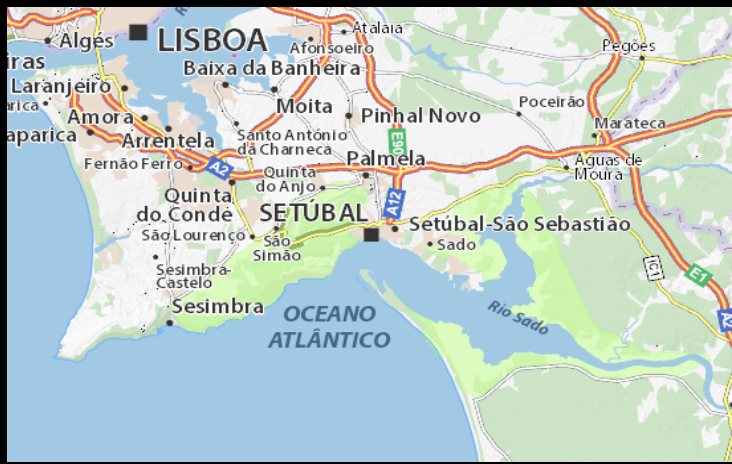 Algés
LISBOA
Atalaia
Afonsoeiro
Pegões
iras
Baixa da Banheira
Laranjeiro
arica
Moita
Poceirão
Amora
Pinhal Novo
Marateca
aparica
Arrentela
Santo António
da Charneca
E90
Fernão Ferro
A2
Palmela
Águas de
Moura
Quinta
do Anjo
Quinta
do Conde
A12
SETÚBAL
Setúbal-São Sebastião
São Lourenço
São
Simão
Sado
Sesimbra-
Castelo
IC1
E1
Sesimbra
OCEANO
ATLÂNTICO
Rio Sado